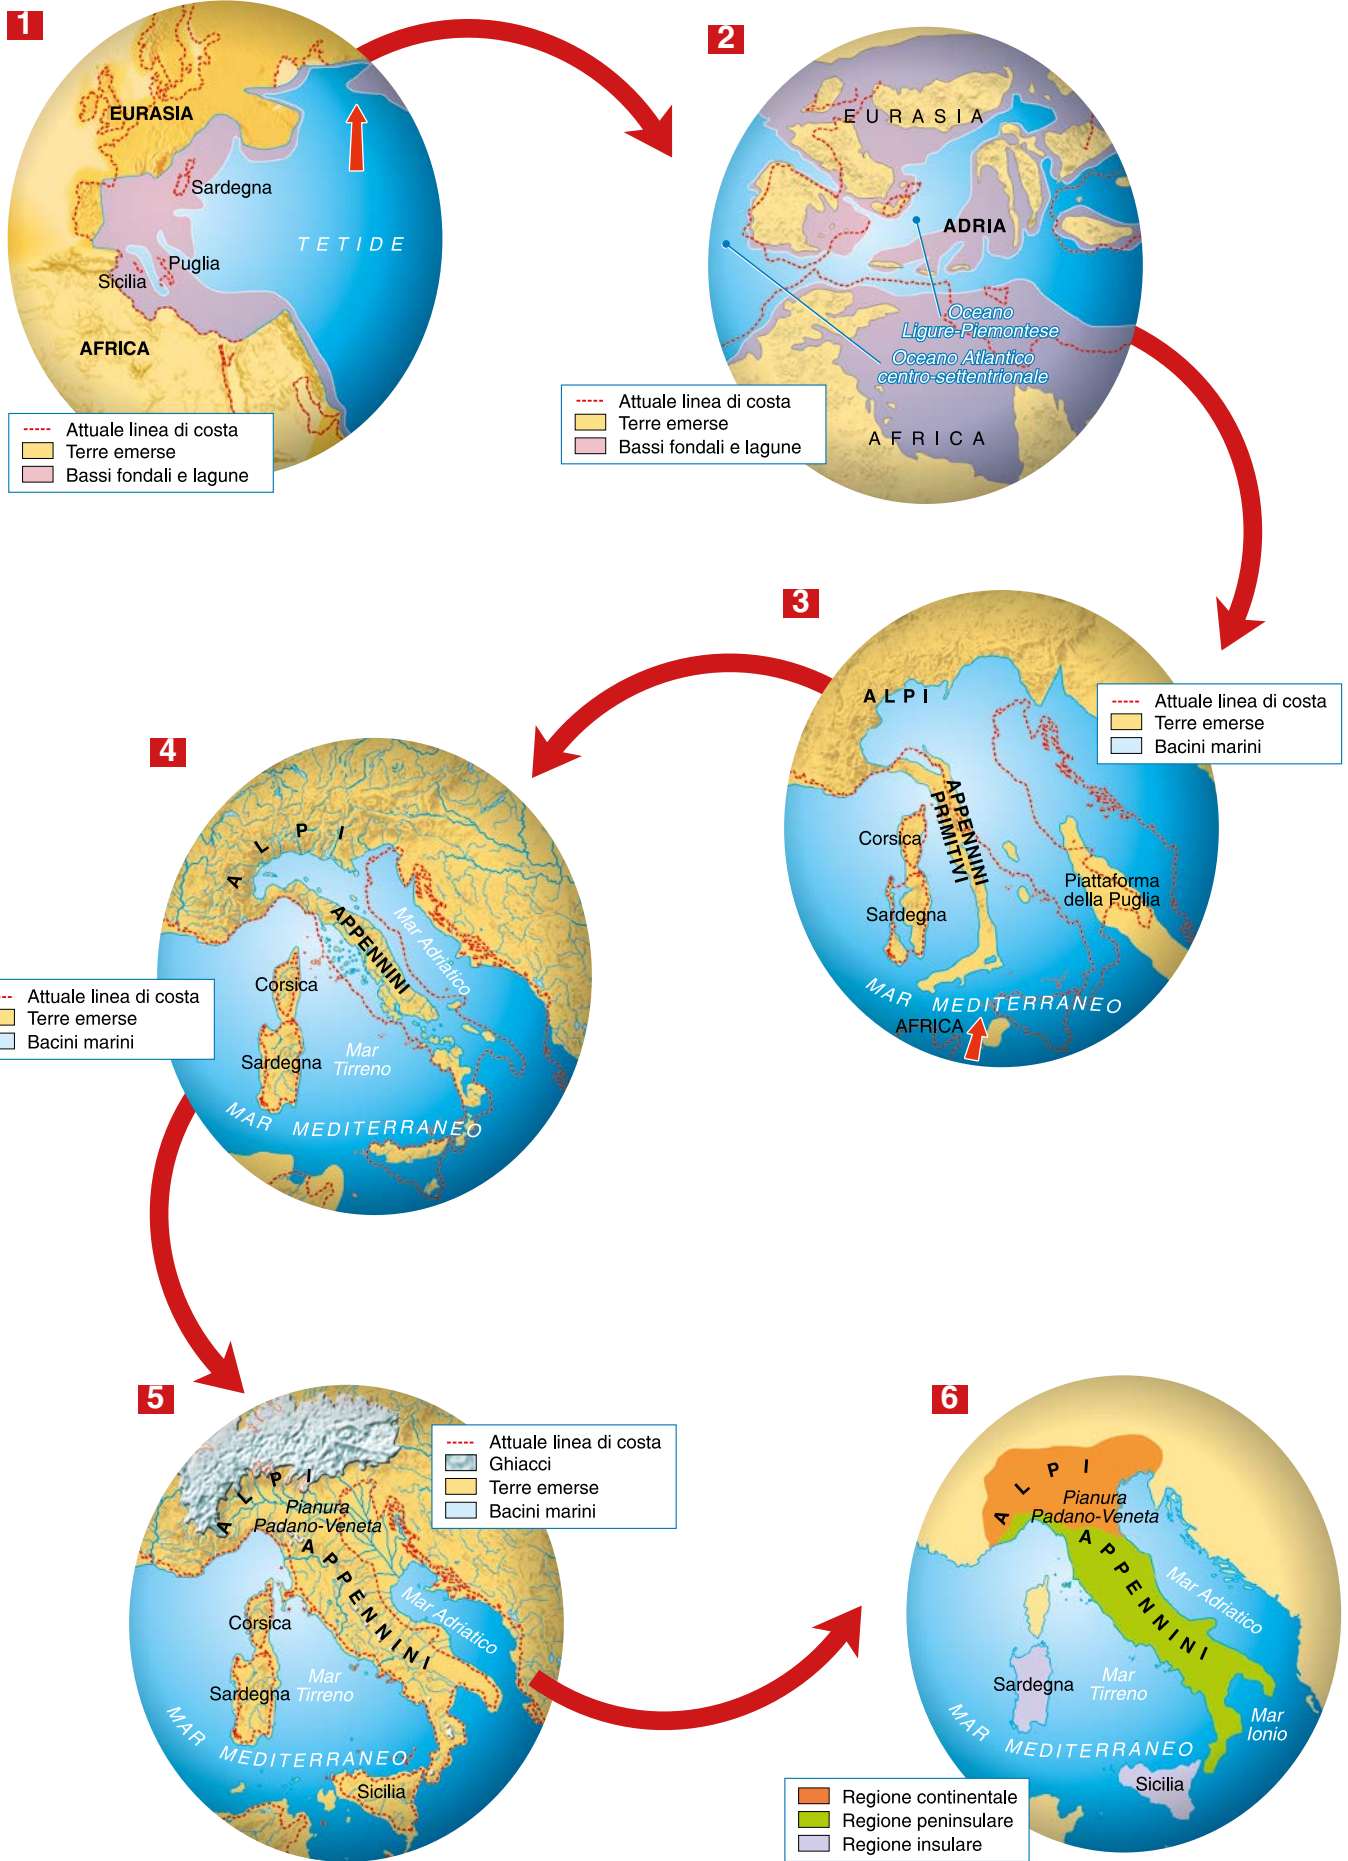 1
EURASIA
Sardegna
TETIDE
Puglia
Sicilia
AFRICA
Attuale linea di costa
Terre emerse
Bassi fondali e lagune
2
EURASIA
ADRIA
Oceano
Ligure-Piemontese
Oceano Atlantico
centro-settentrionale
AFRICA
Attuale linea di costa
Terre emerse
Bassi fondali e lagune
3
ALPI
APPENNINI
PRIMITIVI
Corsica
Sardegna
Piattaforma
della Puglia
MAR MEDITERRANEO
AFRICA
Attuale linea di costa
Terre emerse
Bacini marini
4
ALPI
APPENNINI
Mar Adriatico
Corsica
Sardegna
Mar
Tirreno
MAR MEDITERRANEO
Attuale linea di costa
Terre emerse
Bacini marini
5
ALPI
Pianura
Padano-Veneta
APPENNINI
Mar Adriatico
Corsica
Sardegna
Mar
Tirreno
MAR MEDITERRANEO
Sicilia
Attuale linea di costa
Ghiacci
Terre emerse
Bacini marini
6
ALPI
Pianura
Padano-Veneta
APPENNINI
Mar Adriatico
Sardegna
Mar
Tirreno
Mar
Ionio
MAR MEDITERRANEO
Sicilia
Regione continentale
Regione peninsulare
Regione insulare